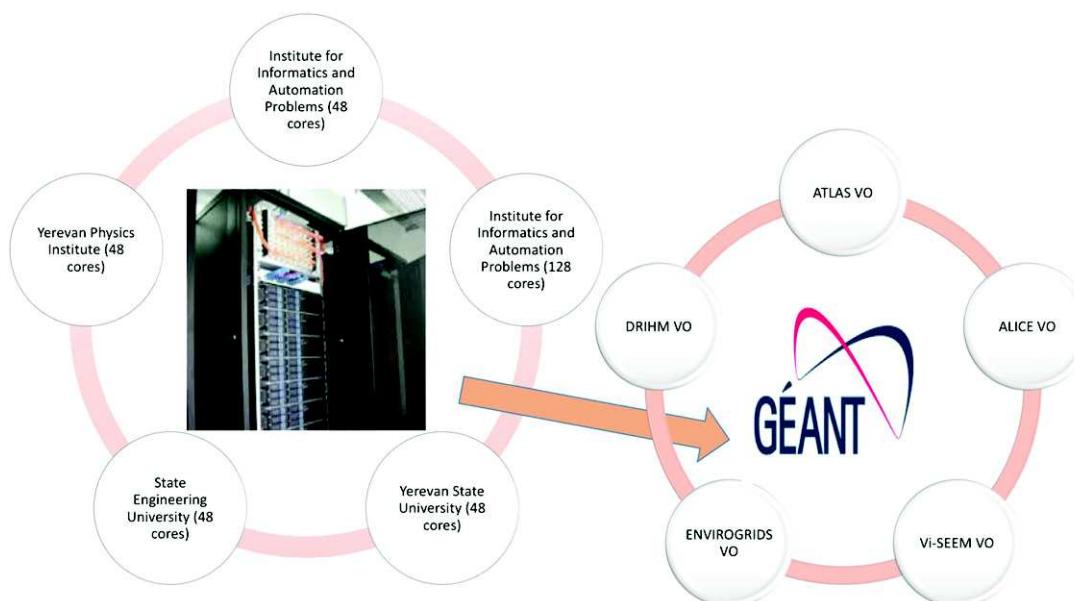 Institute for
Informatics and
Automation
Problems (48
cores)
Yerevan Physics
Institute (48
cores)
Institute for
Informatics and
Automation
Problems (128
cores)
State
Engineering
University (48
cores)
Yerevan State
University (48
cores)
ATLAS VO
DRIHM VO
ALICE VO
GÉANT
ENVIROGRIDS
VO
Vi-SEEM VO